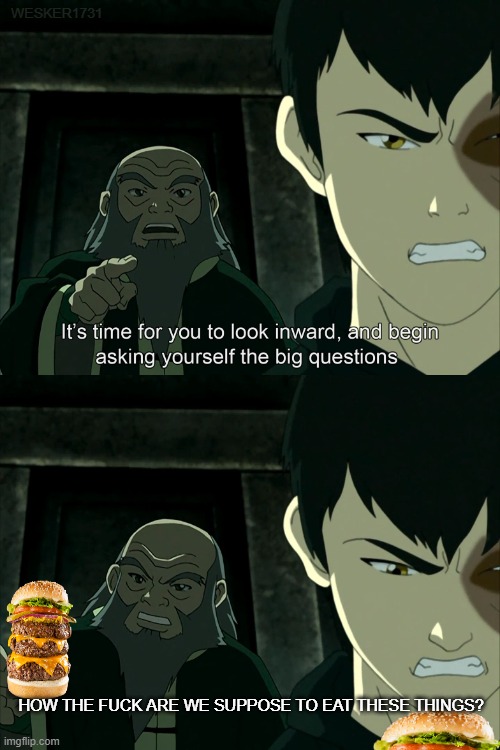 WESKER1731
It's time for you to look inward, and begin
asking yourself the big questions
HOW THE FUCK ARE WE SUPPOSE TO EAT THESE THINGS?
imgflip.com